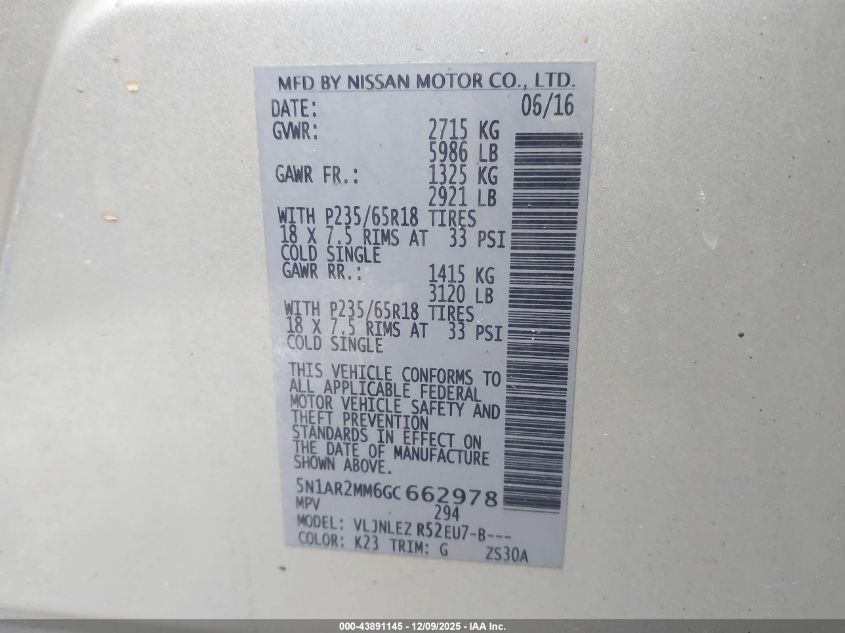 MFD BY NISSAN MOTOR CO., LTD.
DATE: 06/16
GVWR: 2715 KG
5986 LB
GAWR FR.: 1325 KG
2921 LB
WITH P235/65R18 TIRES
18 X 7.5 RIMS AT 33 PSI
COLD SINGLE
GAWR RR.: 1415 KG
3120 LB
WITH P235/65R18 TIRES
18 X 7.5 RIMS AT 33 PSI
COLD SINGLE
THIS VEHICLE CONFORMS TO
ALL APPLICABLE FEDERAL
MOTOR VEHICLE SAFETY AND
THEFT PREVENTION
STANDARDS IN EFFECT ON
THE DATE OF MANUFACTURE
SHOWN ABOVE.
5N1AR2MM6GC662978
MPV 294
MODEL: VLJNLEZ R52EU7-B---
COLOR: K23 TRIM: G ZS30A
000-43891145 - 12/09/2025 - IAA Inc.